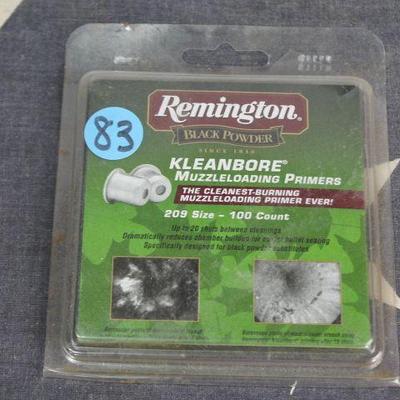 83
Remington
BLACK POWDER
SINCE 1816
KLEANBORE®
MUZZLELOADING PRIMERS
THE CLEANEST-BURNING
MUZZLELOADING PRIMER EVER!
209 Size - 100 Count
Up to 20 shots between cleanings
Dramatically reduces chamber buildup for easier bullet seating
Specifically designed for black powder substitutes